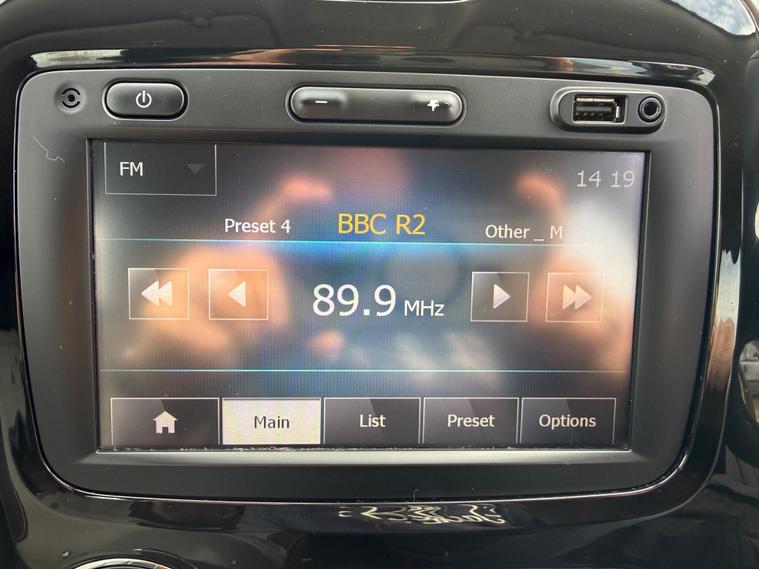 FM
14 19
Preset 4
BBC R2
Other _ M
89.9 MHz
Main
List
Preset
Options